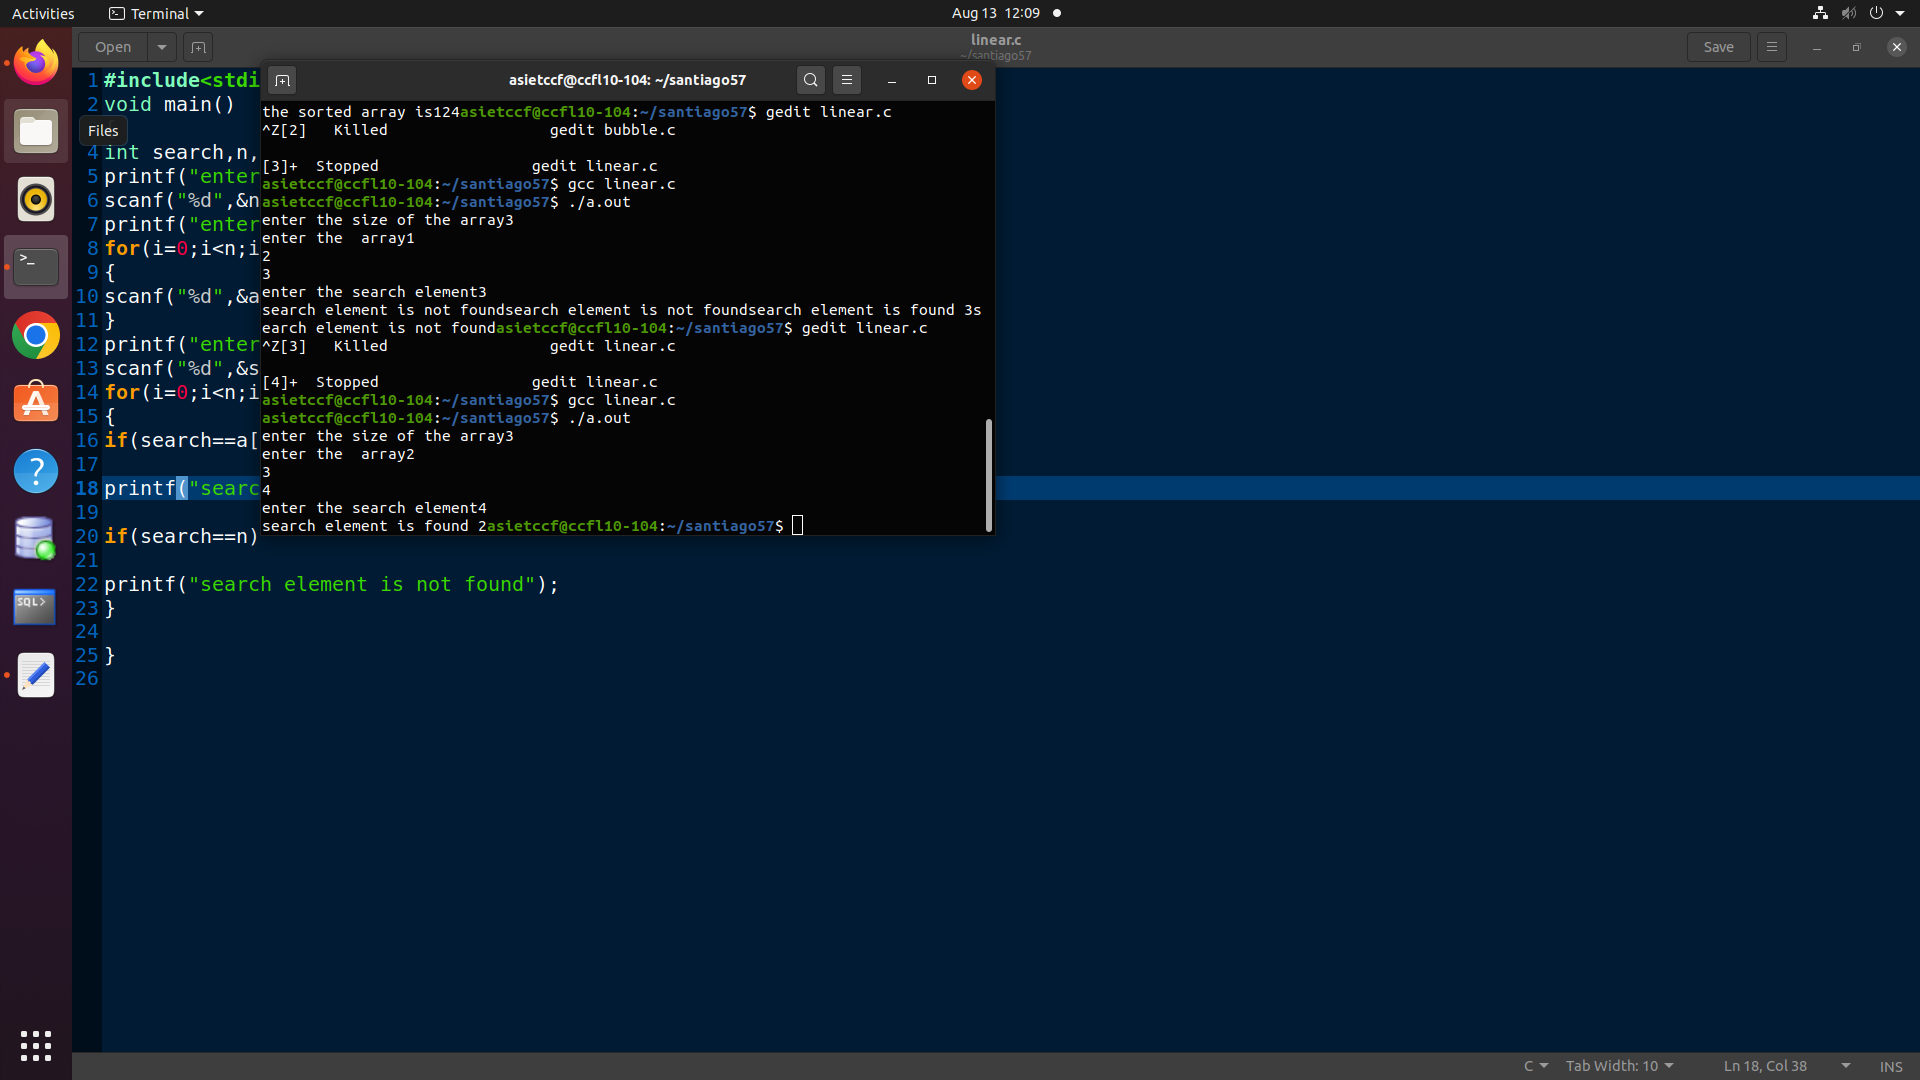 Activities
Terminal
Aug 13 12:09
Open
linear.c
~/santiago57
Save
asietccf@ccfl10-104: ~/santiago57
Files
1 #include<stdi
2 void main()
4 int search,n,
5 printf("enter
6 scanf("%d",&n
7 printf("enter
8 for(i=0;i<n;i
9 {
10 scanf("%d",&a
11 }
12 printf("enter
13 scanf("%d",&s
14 for(i=0;i<n;i
15 {
16 if(search==a[
17
18 printf("searc
19
20 if(search==n)
21
22 printf("search element is not found");
23 }
24
25 }
26
the sorted array is124asietccf@ccfl10-104:~/santiago57$ gedit linear.c
^Z[2]   Killed                  gedit bubble.c
[3]+  Stopped                 gedit linear.c
asietccf@ccfl10-104:~/santiago57$ gcc linear.c
asietccf@ccfl10-104:~/santiago57$ ./a.out
enter the size of the array3
enter the  array1
2
3
enter the search element3
search element is not foundsearch element is not foundsearch element is found 3s
earch element is not foundasietccf@ccfl10-104:~/santiago57$ gedit linear.c
^Z[3]   Killed                  gedit linear.c
[4]+  Stopped                 gedit linear.c
asietccf@ccfl10-104:~/santiago57$ gcc linear.c
asietccf@ccfl10-104:~/santiago57$ ./a.out
enter the size of the array3
enter the  array2
3
4
enter the search element4
search element is found 2asietccf@ccfl10-104:~/santiago57$
>_
?
SQL>
C
Tab Width: 10
Ln 18, Col 38
INS